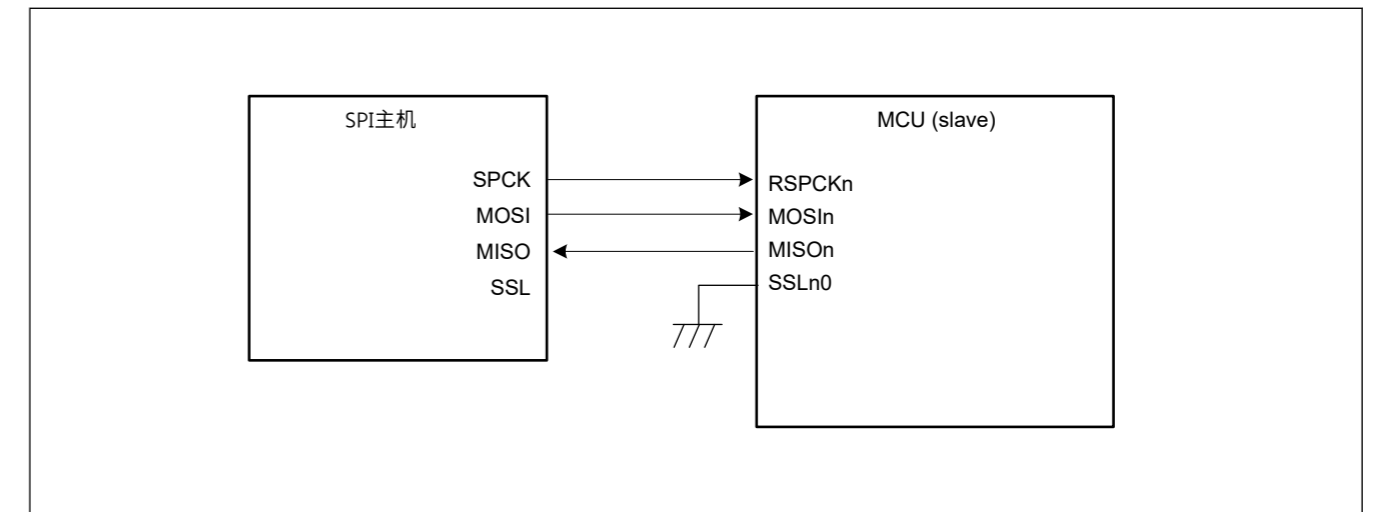 SPI主机
SPCK
MOSI
MISO
SSL
MCU (slave)
RSPCKn
MOSIn
MISOn
SSLn0